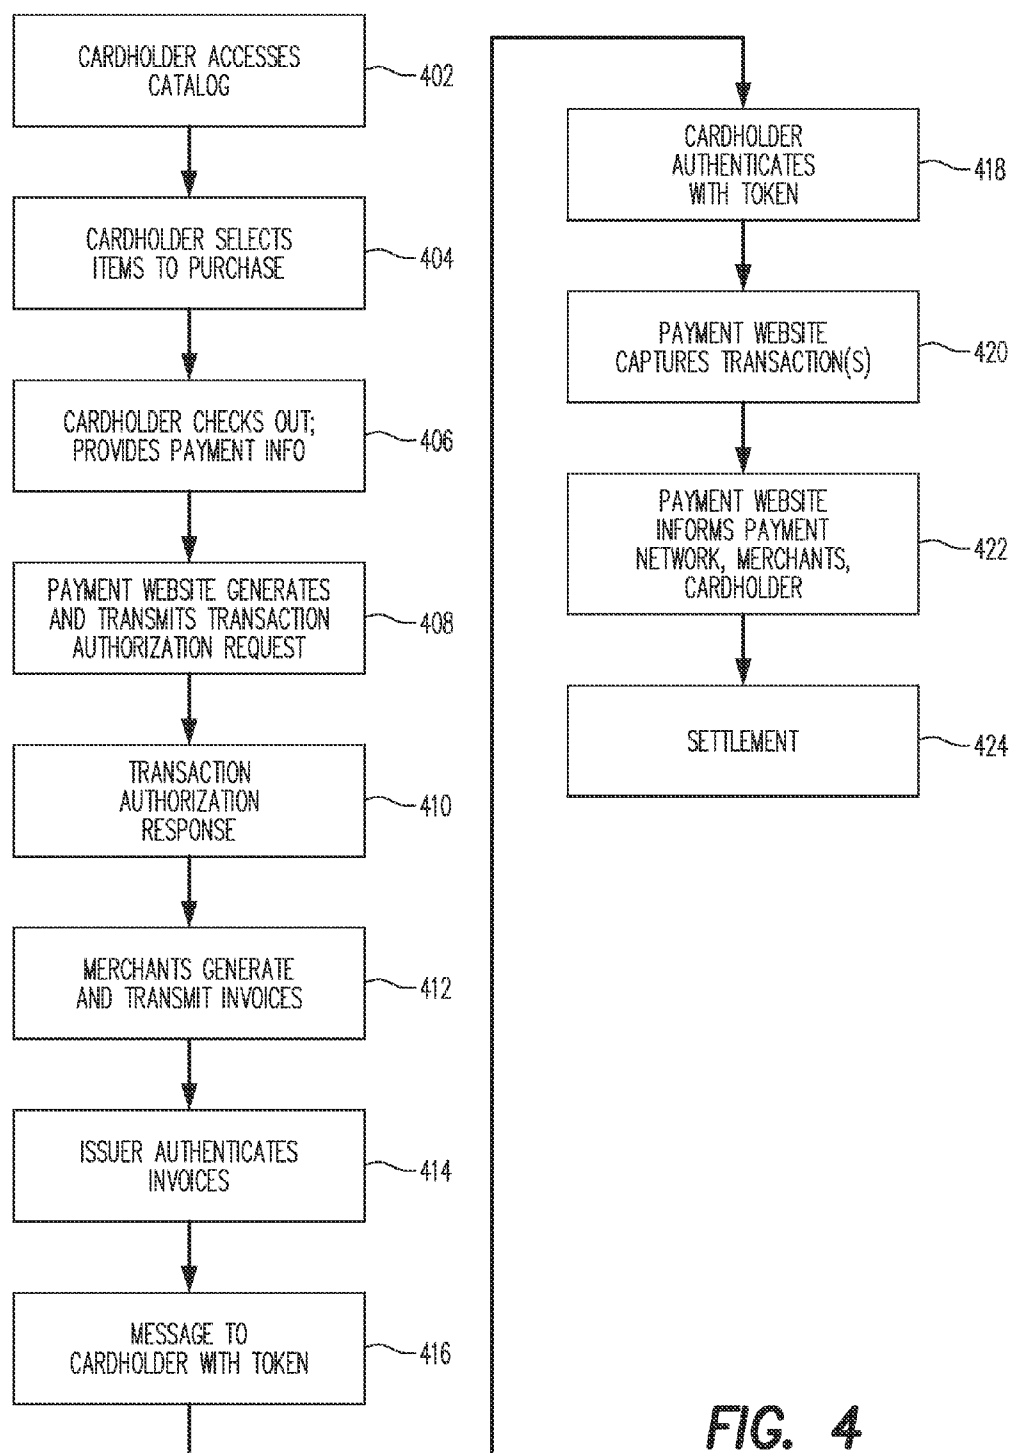 CARDHOLDER ACCESSES
CATALOG
402
CARDHOLDER SELECTS
ITEMS TO PURCHASE
404
CARDHOLDER CHECKS OUT;
PROVIDES PAYMENT INFO
406
PAYMENT WEBSITE GENERATES
AND TRANSMITS TRANSACTION
AUTHORIZATION REQUEST
408
TRANSACTION
AUTHORIZATION
RESPONSE
410
MERCHANTS GENERATE
AND TRANSMIT INVOICES
412
ISSUER AUTHENTICATES
INVOICES
414
MESSAGE TO
CARDHOLDER WITH TOKEN
416
CARDHOLDER
AUTHENTICATES
WITH TOKEN
418
PAYMENT WEBSITE
CAPTURES TRANSACTION(S)
420
PAYMENT WEBSITE
INFORMS PAYMENT
NETWORK, MERCHANTS,
CARDHOLDER
422
SETTLEMENT
424
FIG. 4